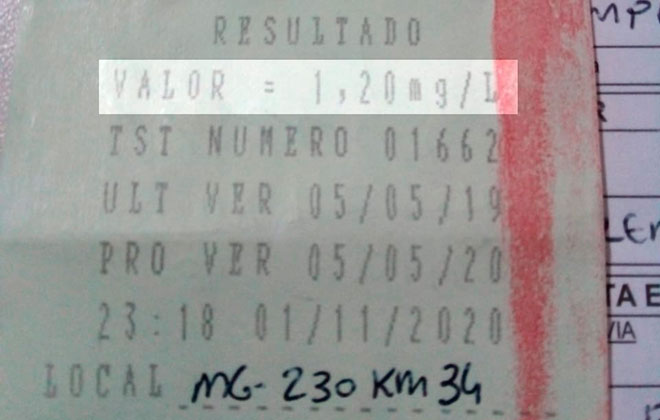 RESULTADO
VALOR = 1,20mg/L
TST NUMERO 01662
ULT VER 05/05/19
PRO VER 05/05/20
23:18 01/11/2020
LOCAL MG-230 KM 34
TA E